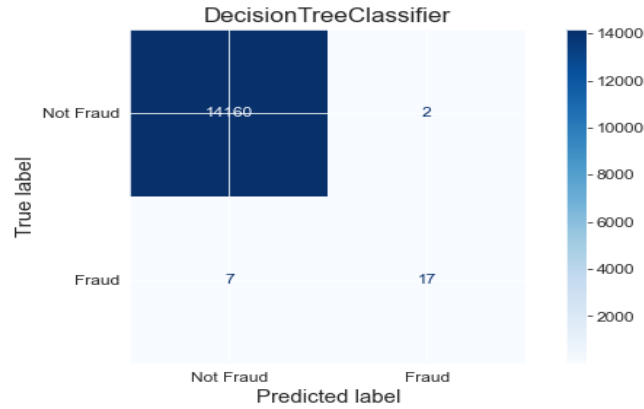 DecisionTreeClassifier
True label
Not Fraud
14160
2
Fraud
7
17
Not Fraud
Fraud
Predicted label
14000
12000
10000
8000
6000
4000
2000